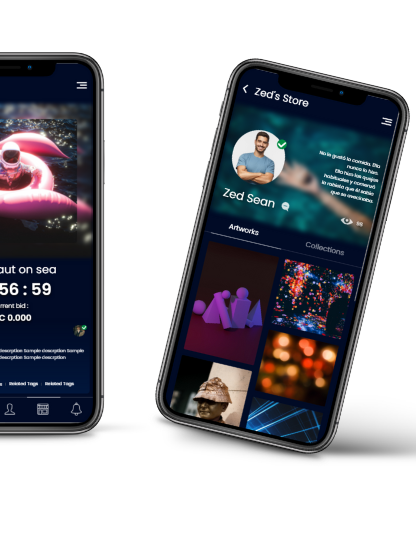 aut on sea
56 : 59
rrent bid :
C 0.000
description Sample description Sample
description Sample description
Related Tags
Related Tags
Zed's Store
No le gustó la comida. Ella
nunca lo hizo.
Ella hizo las quejas
habituales y comenzó
la rabieta que él sabía
que se avecinaba.
Zed Sean
56
Artworks
Collections